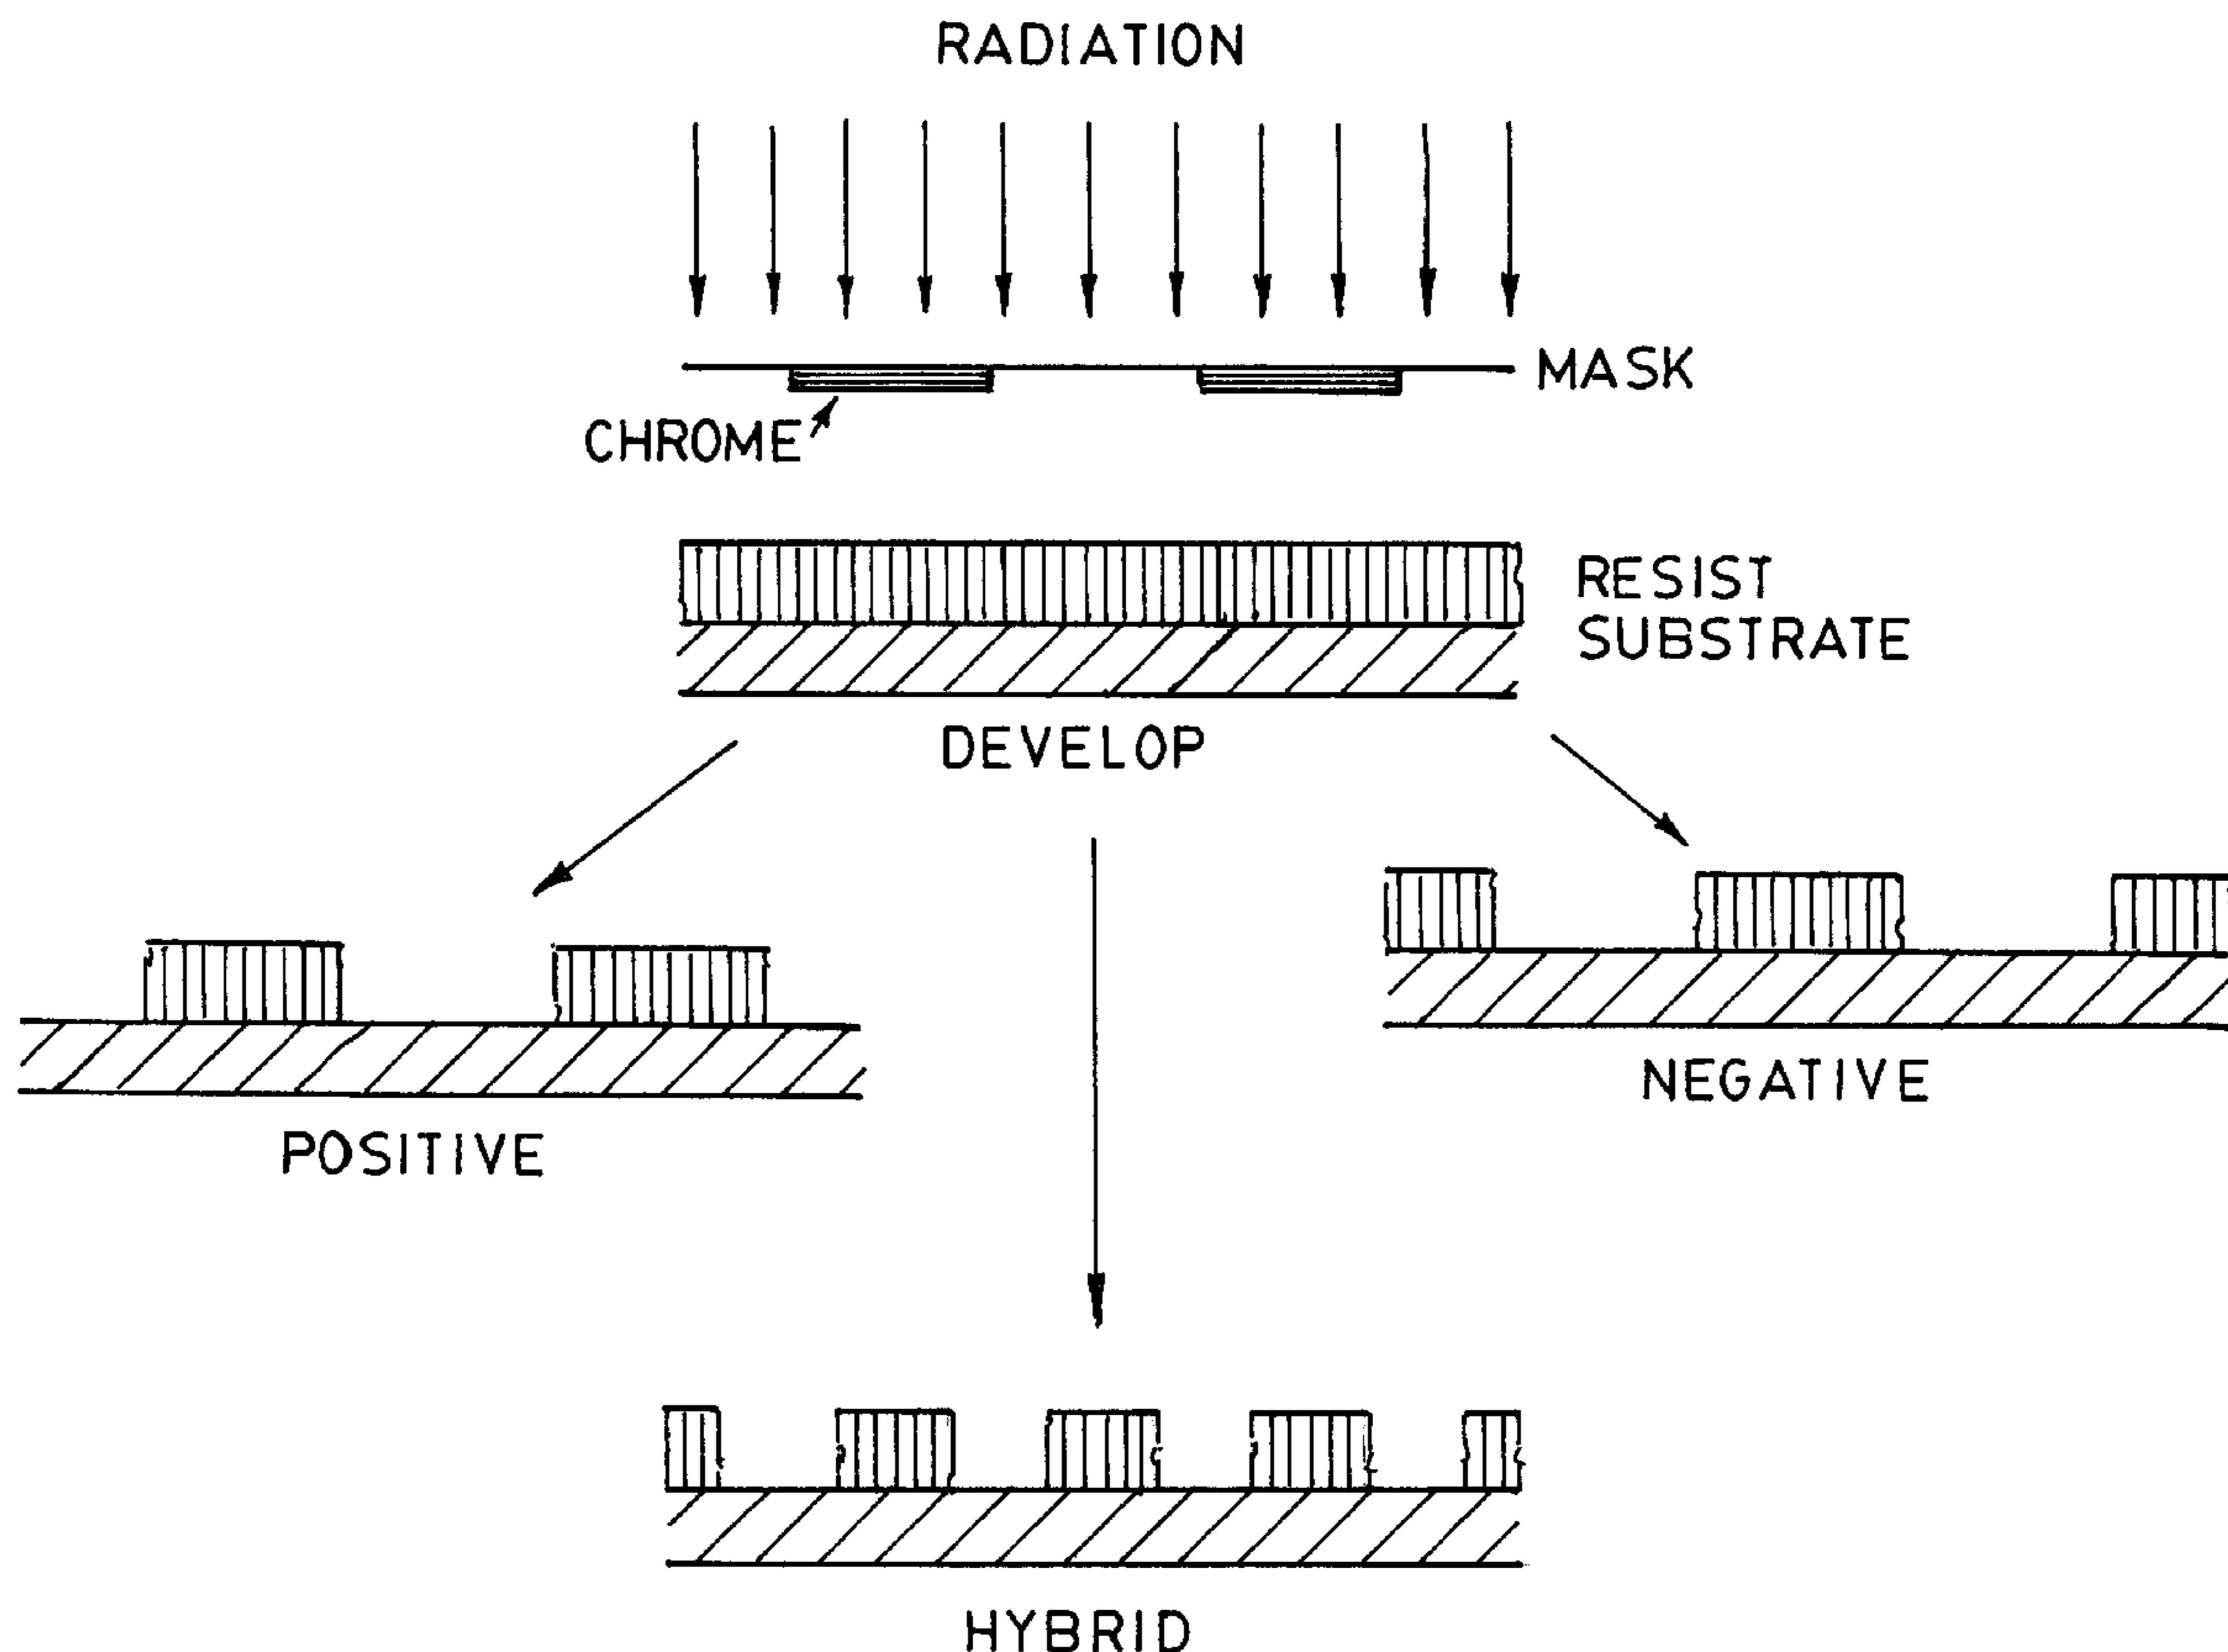 RADIATION
MASK
CHROME
RESIST
SUBSTRATE
DEVELOP
NEGATIVE
POSITIVE
HYBRID